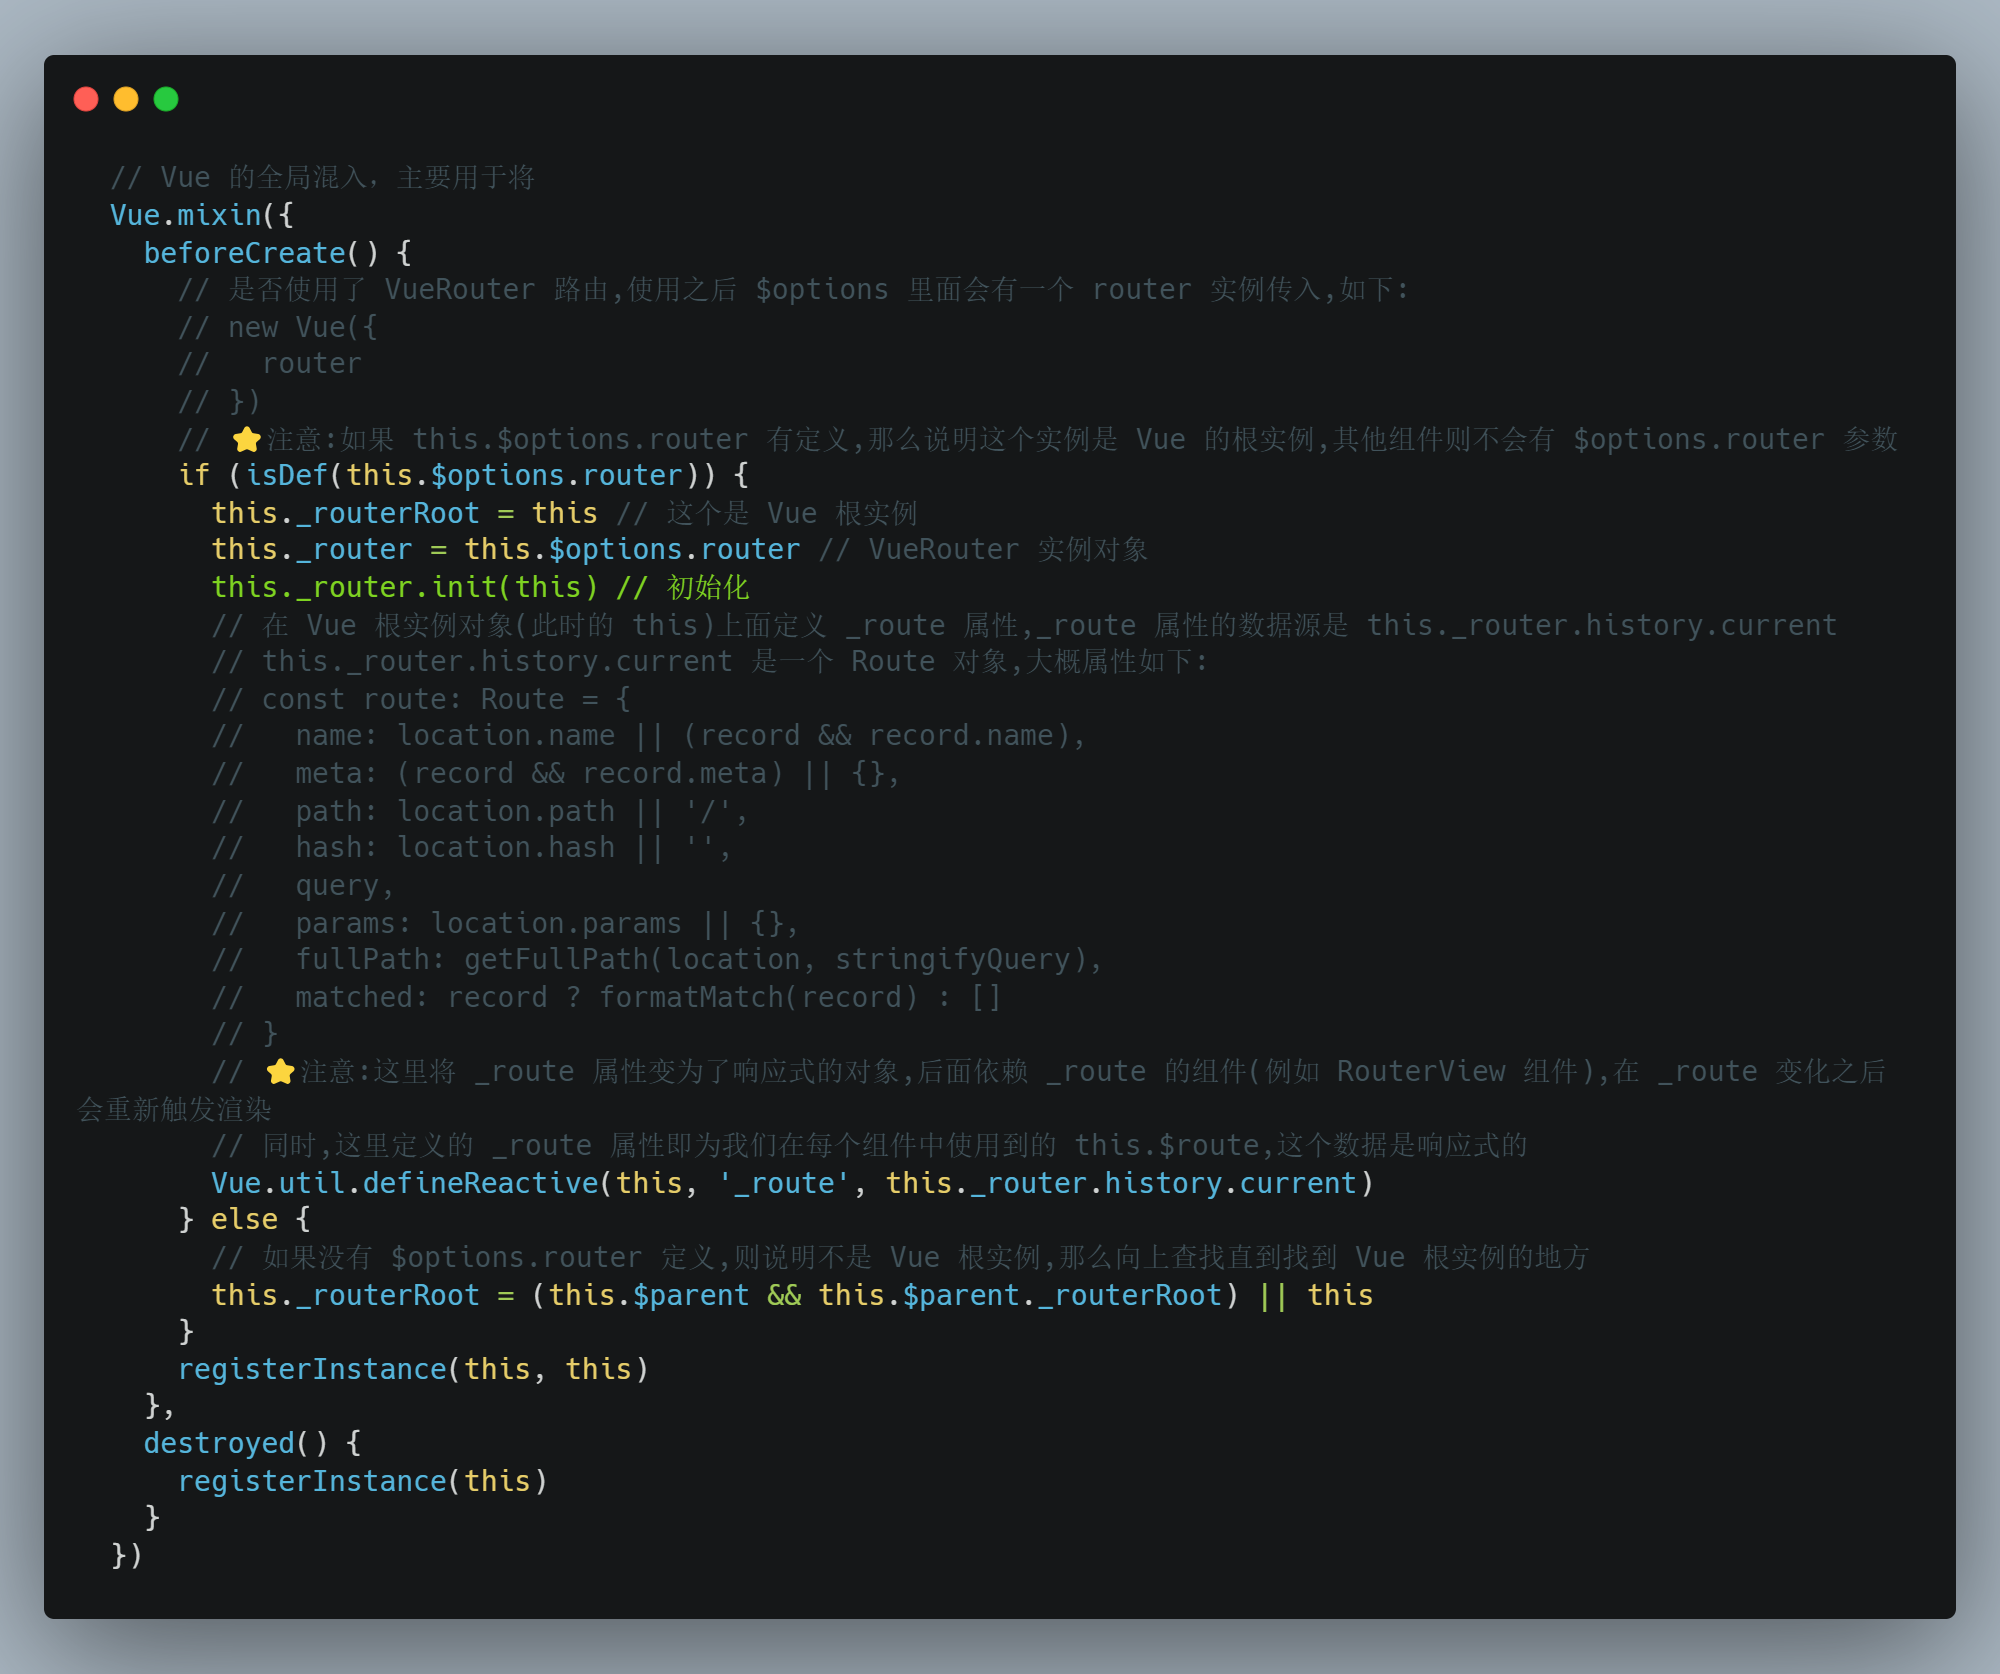 // Vue 的全局混入，主要用于将
Vue.mixin({
  beforeCreate() {
    // 是否使用了 VueRouter 路由,使用之后 $options 里面会有一个 router 实例传入,如下:
    // new Vue({
    //   router
    // })
    // ⭐注意:如果 this.$options.router 有定义,那么说明这个实例是 Vue 的根实例,其他组件则不会有 $options.router 参数
    if (isDef(this.$options.router)) {
      this._routerRoot = this // 这个是 Vue 根实例
      this._router = this.$options.router // VueRouter 实例对象
      this._router.init(this) // 初始化
      // 在 Vue 根实例对象(此时的 this)上面定义 _route 属性,_route 属性的数据源是 this._router.history.current
      // this._router.history.current 是一个 Route 对象,大概属性如下:
      // const route: Route = {
      //   name: location.name || (record && record.name),
      //   meta: (record && record.meta) || {},
      //   path: location.path || '/',
      //   hash: location.hash || '',
      //   query,
      //   params: location.params || {},
      //   fullPath: getFullPath(location, stringifyQuery),
      //   matched: record ? formatMatch(record) : []
      // }
      // ⭐注意:这里将 _route 属性变为了响应式的对象,后面依赖 _route 的组件(例如 RouterView 组件),在 _route 变化之后
会重新触发渲染
      // 同时,这里定义的 _route 属性即为我们在每个组件中使用到的 this.$route,这个数据是响应式的
      Vue.util.defineReactive(this, '_route', this._router.history.current)
    } else {
      // 如果没有 $options.router 定义,则说明不是 Vue 根实例,那么向上查找直到找到 Vue 根实例的地方
      this._routerRoot = (this.$parent && this.$parent._routerRoot) || this
    }
    registerInstance(this, this)
  },
  destroyed() {
    registerInstance(this)
  }
})